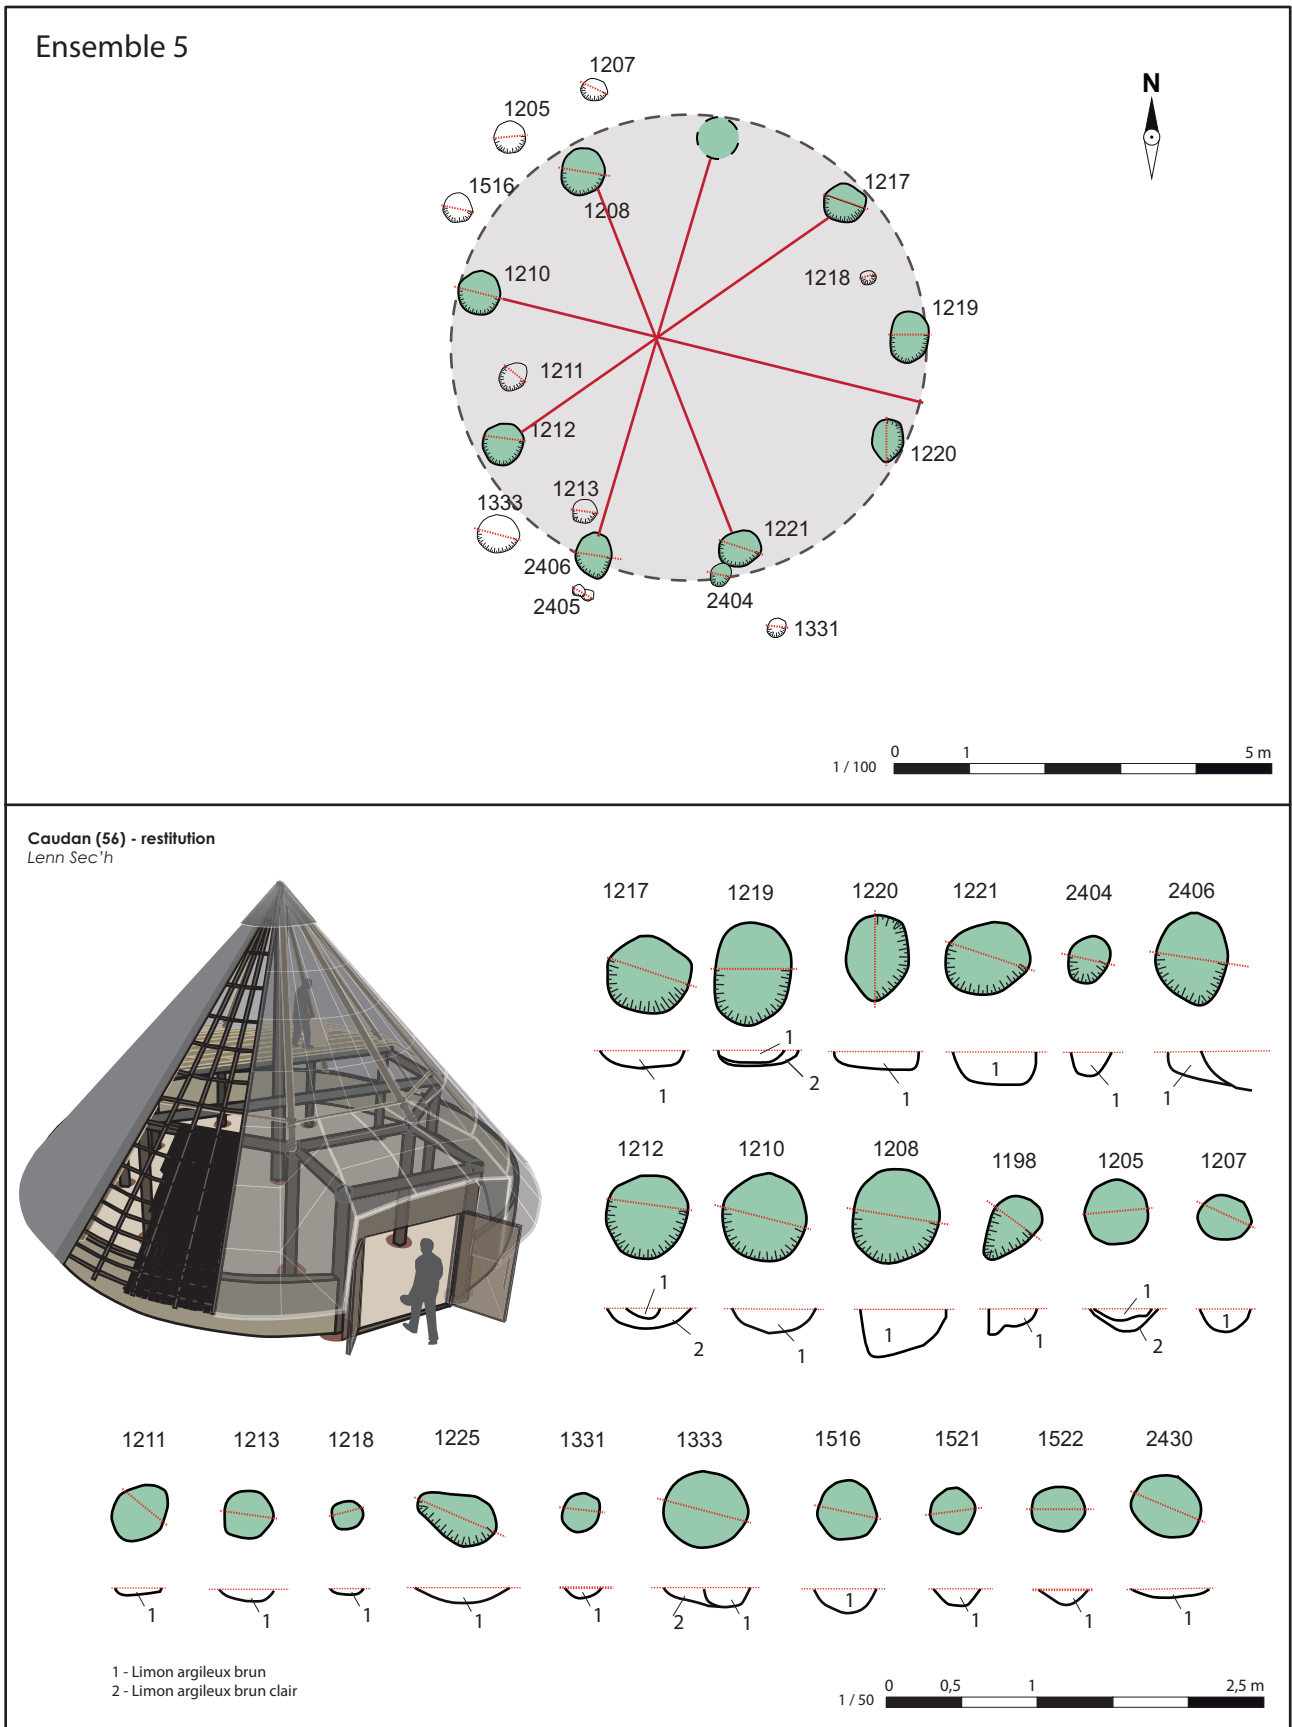 Ensemble 5
1207
1205
N
1516
1208
1217
1210
1218
1219
1211
1212
1220
1333
1213
1221
2406
2405
2404
1331
0 1 5 m
1 / 100
Caudan (56) - restitution
Lenn Sec'h
1217 1219 1220 1221 2404 2406
1 1 2 1 1 1 1
1212 1210 1208 1198 1205 1207
1 2 1 1 1 1 2 1
1211 1213 1218 1225 1331 1333 1516 1521 1522 2430
1 1 1 1 1 2 1 1 1 1 1
1 - Limon argileux brun
2 - Limon argileux brun clair
0 0,5 1 2,5 m
1 / 50